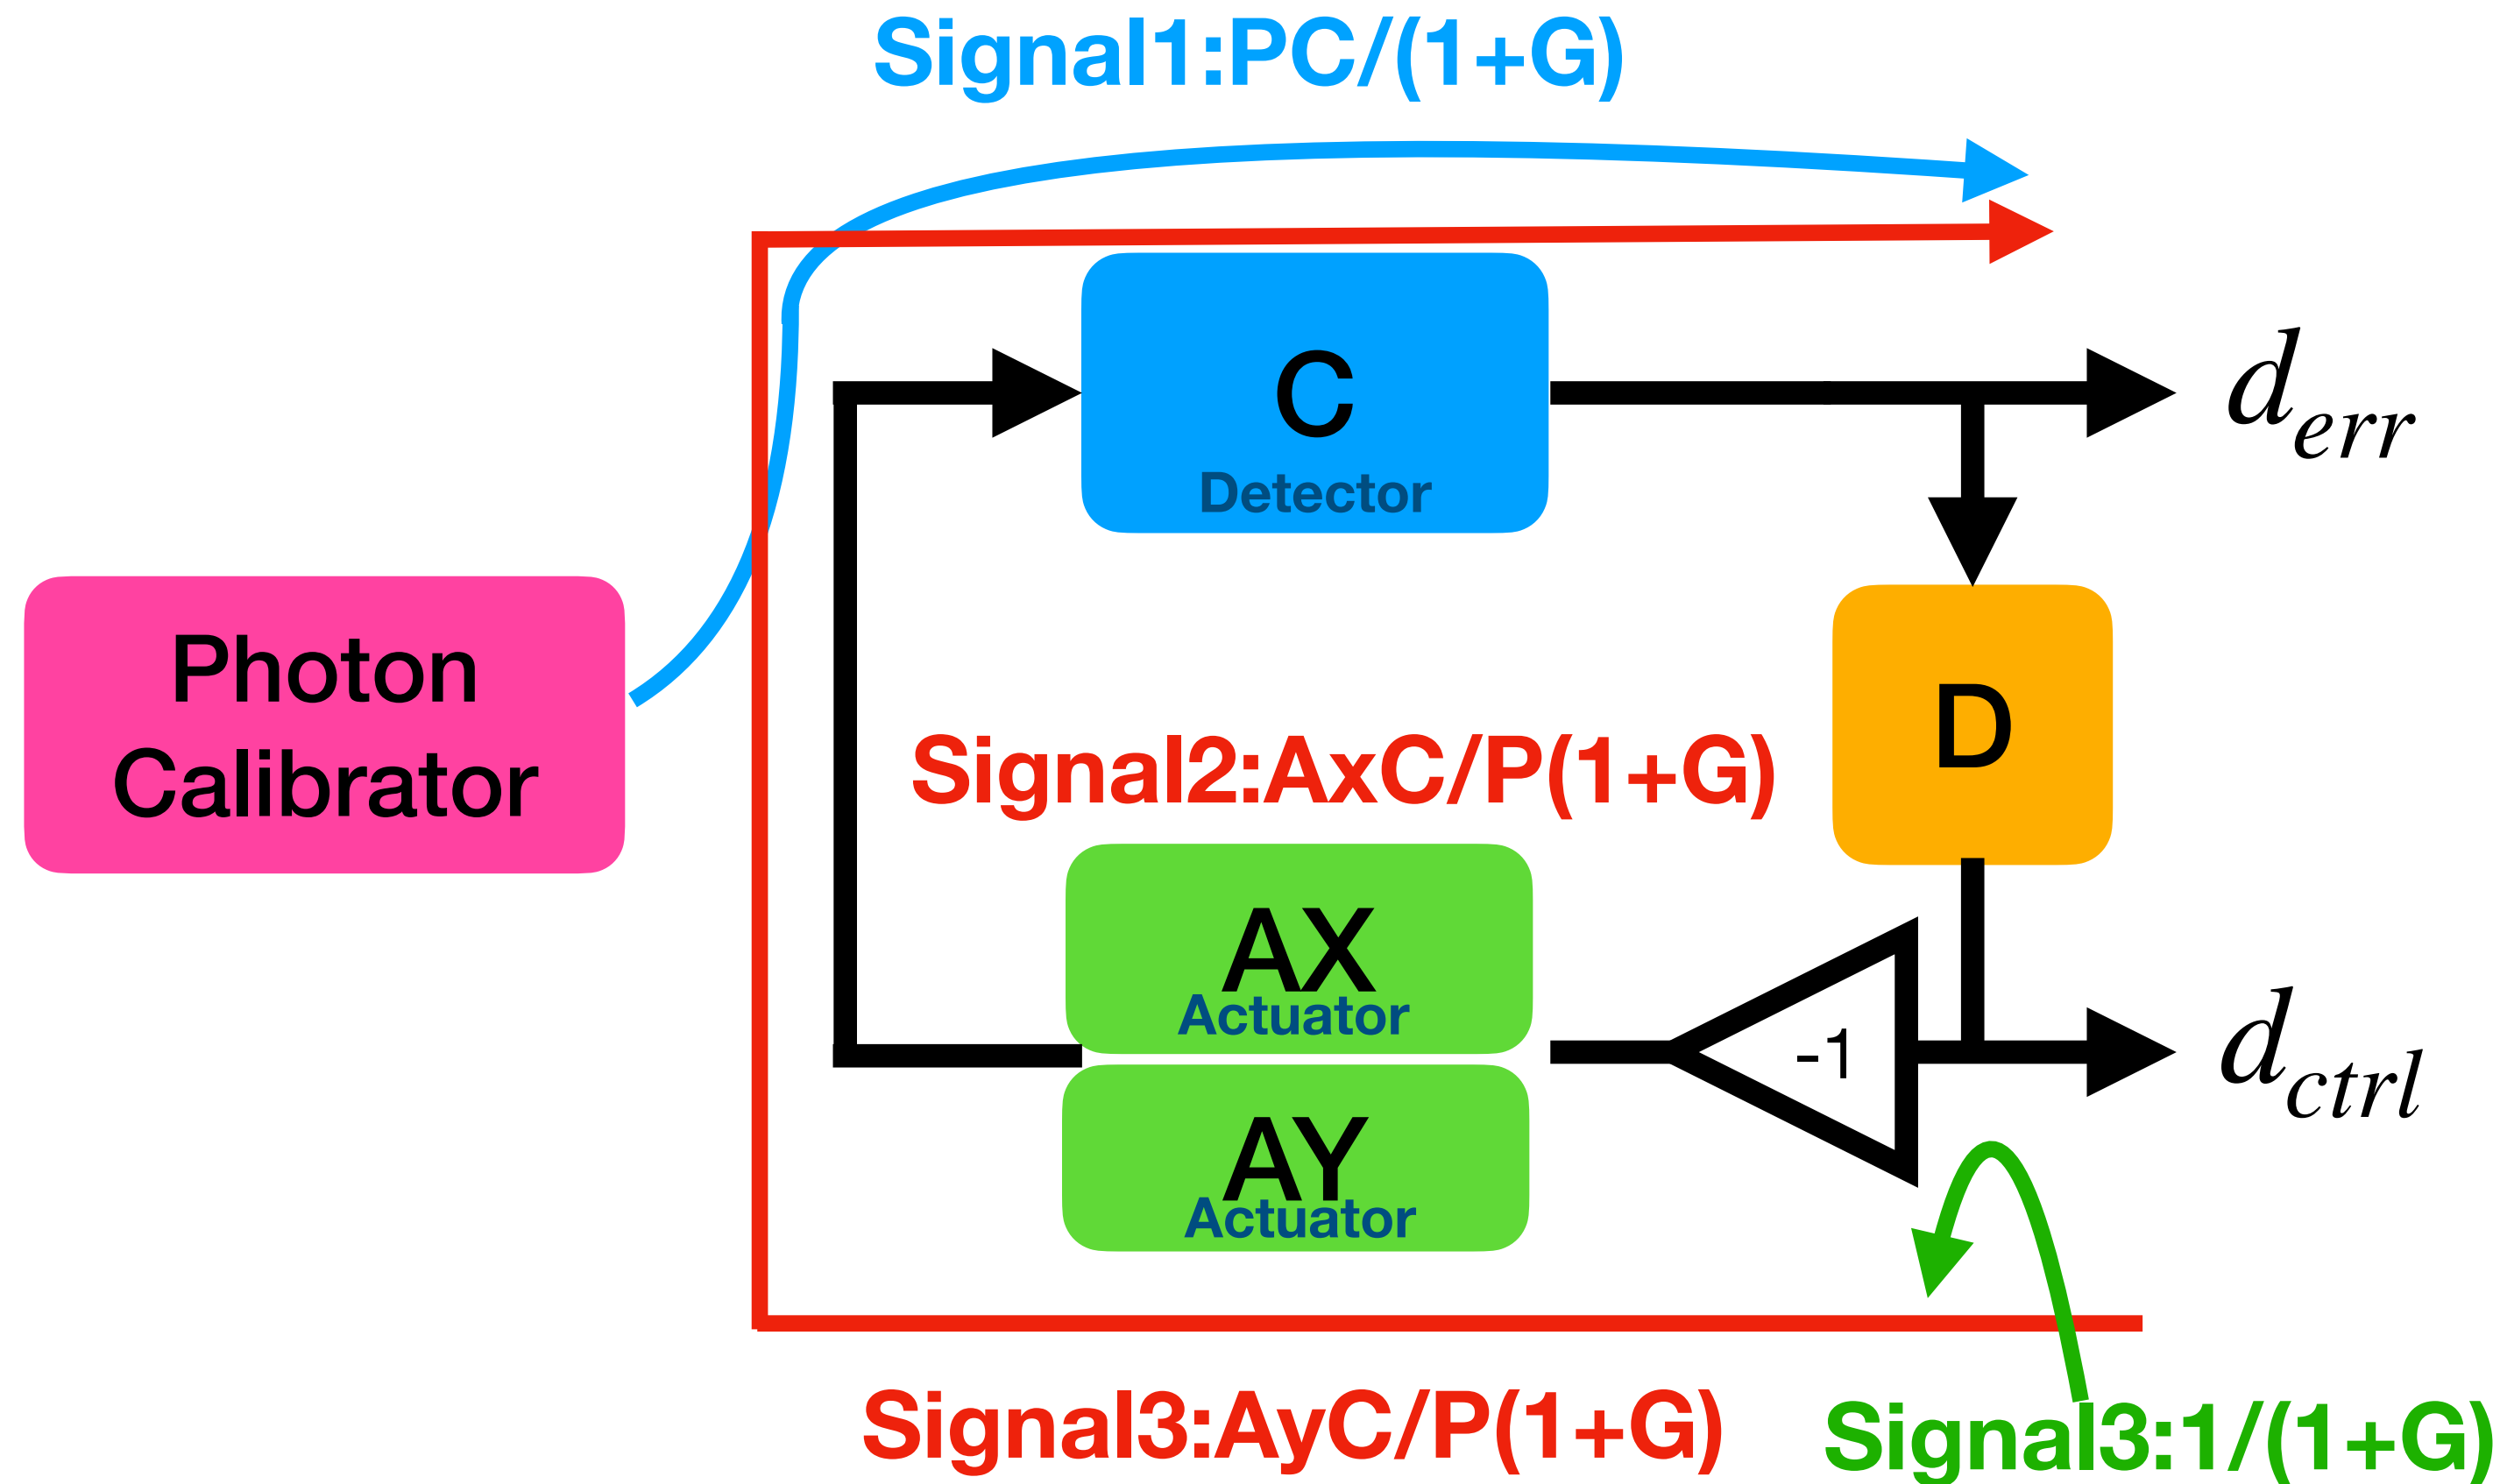 Signal1:PC/(1+G)
C
Detector
d_err
Photon
Calibrator
D
Signal2:AxC/P(1+G)
AX
Actuator
-1
d_ctrl
AY
Actuator
Signal3:AyC/P(1+G)
Signal3:1/(1+G)